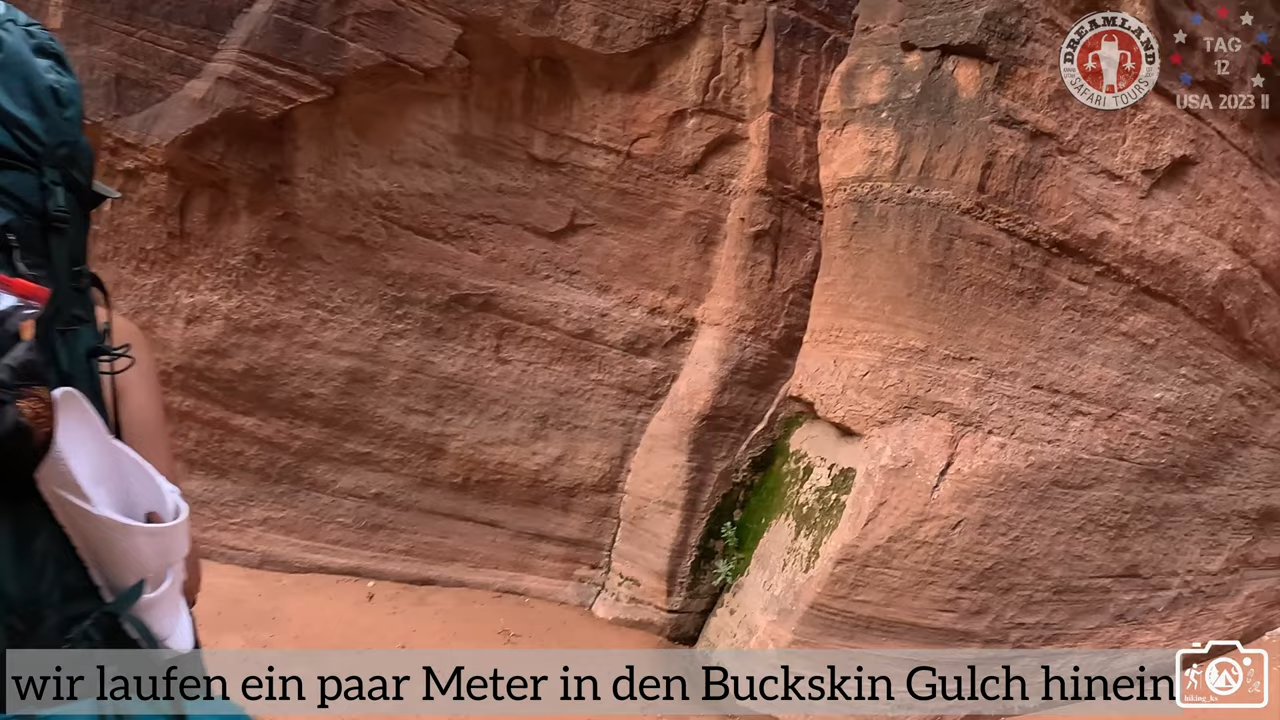 DREAMLAND
SAFARI TOURS
TAG
12
USA 2023 II
wir laufen ein paar Meter in den Buckskin Gulch hinein
hiking_ks